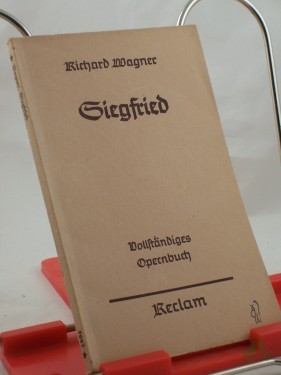 Richard Wagner
Siegfried
Vollständiges
Opernbuch
Reclam